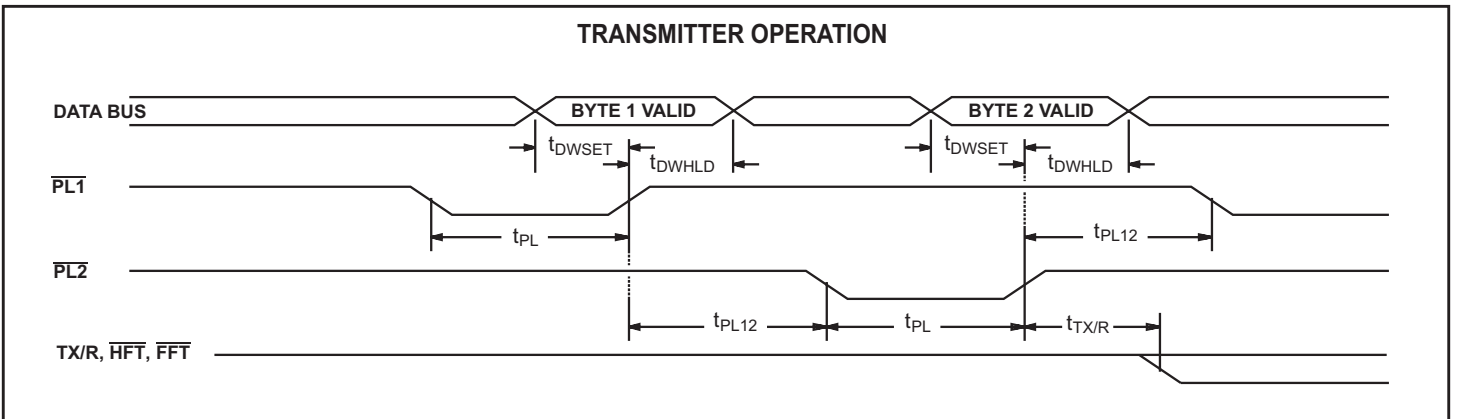 TRANSMITTER OPERATION
DATA BUS
BYTE 1 VALID
BYTE 2 VALID
tDWSET
tDWHLD
tDWSET
tDWHLD
PL1
tPL
tPL12
PL2
tPL12
tPL
tTX/R
TX/R, HFT, FFT